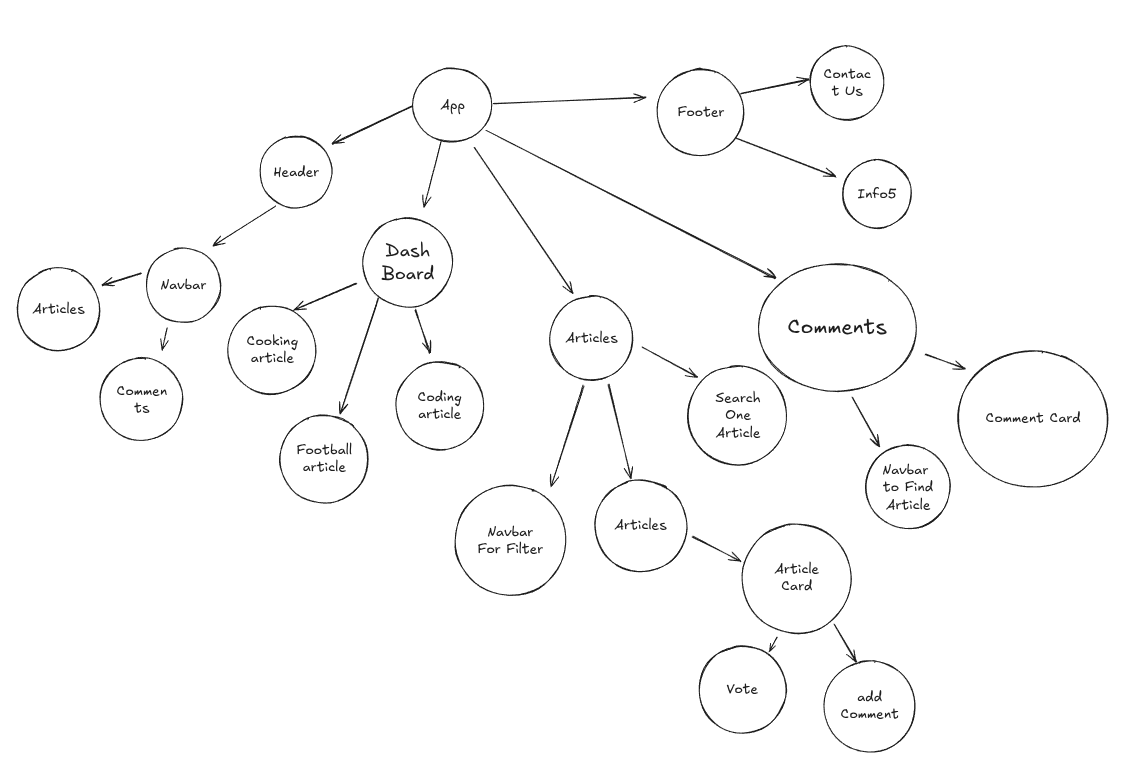 App
Footer
Contac
t Us
Info5
Header
Navbar
Articles
Commen
ts
Dash
Board
Cooking
article
Football
article
Coding
article
Articles
Search
One
Article
Navbar
For Filter
Articles
Article
Card
Vote
add
Comment
Comments
Comment Card
Navbar
to Find
Article